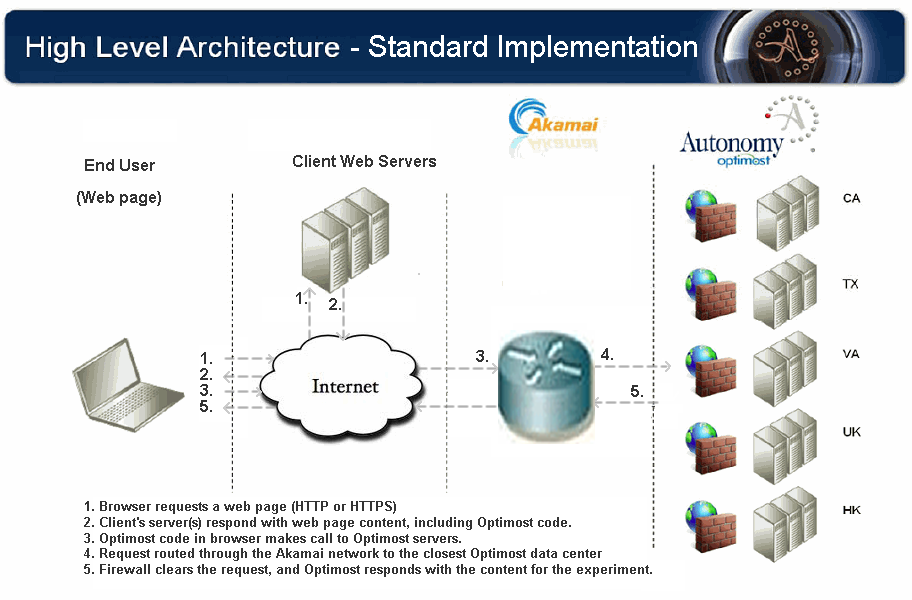 High Level Architecture - Standard Implementation
Akamai
Autonomy
optimost
End User
(Web page)
Client Web Servers
CA
TX
VA
UK
HK
1.
2.
1.
2.
3.
5.
Internet
3.
4.
5.
1. Browser requests a web page (HTTP or HTTPS)
2. Client's server(s) respond with web page content, including Optimost code.
3. Optimost code in browser makes call to Optimost servers.
4. Request routed through the Akamai network to the closest Optimost data center
5. Firewall clears the request, and Optimost responds with the content for the experiment.